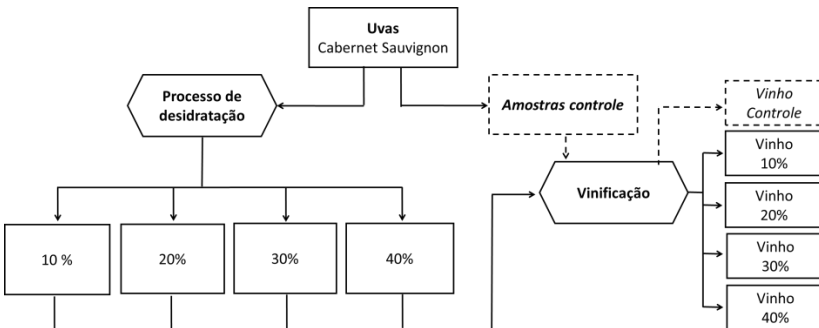 Uvas
Cabernet Sauvignon
Processo de
desidratação
Amostras controle
Vinho
Controle
Vinificação
Vinho
10%
Vinho
20%
Vinho
30%
Vinho
40%
10 %
20%
30%
40%